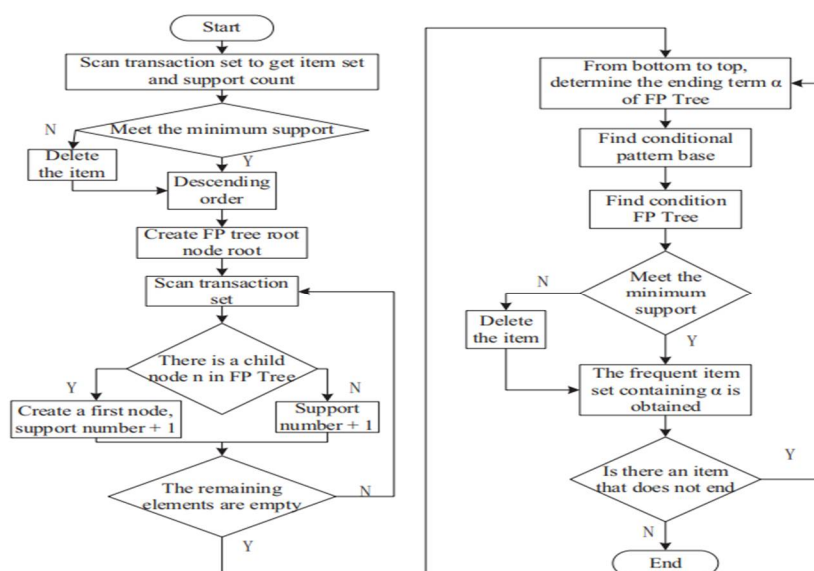 Start
Scan transaction set to get item set
and support count
N
Meet the minimum support
Delete
the item
Y
Descending
order
Create FP tree root
node root
Scan transaction
set
There is a child
node n in FP Tree
Y
N
Create a first node,
support number + 1
Support
number + 1
The remaining
elements are empty
N
Y
From bottom to top,
determine the ending term α
of FP Tree
Find conditional
pattern base
Find condition
FP Tree
N
Meet the
minimum
support
Delete
the item
Y
The frequent item
set containing α is
obtained
Is there an item
that does not end
Y
N
End